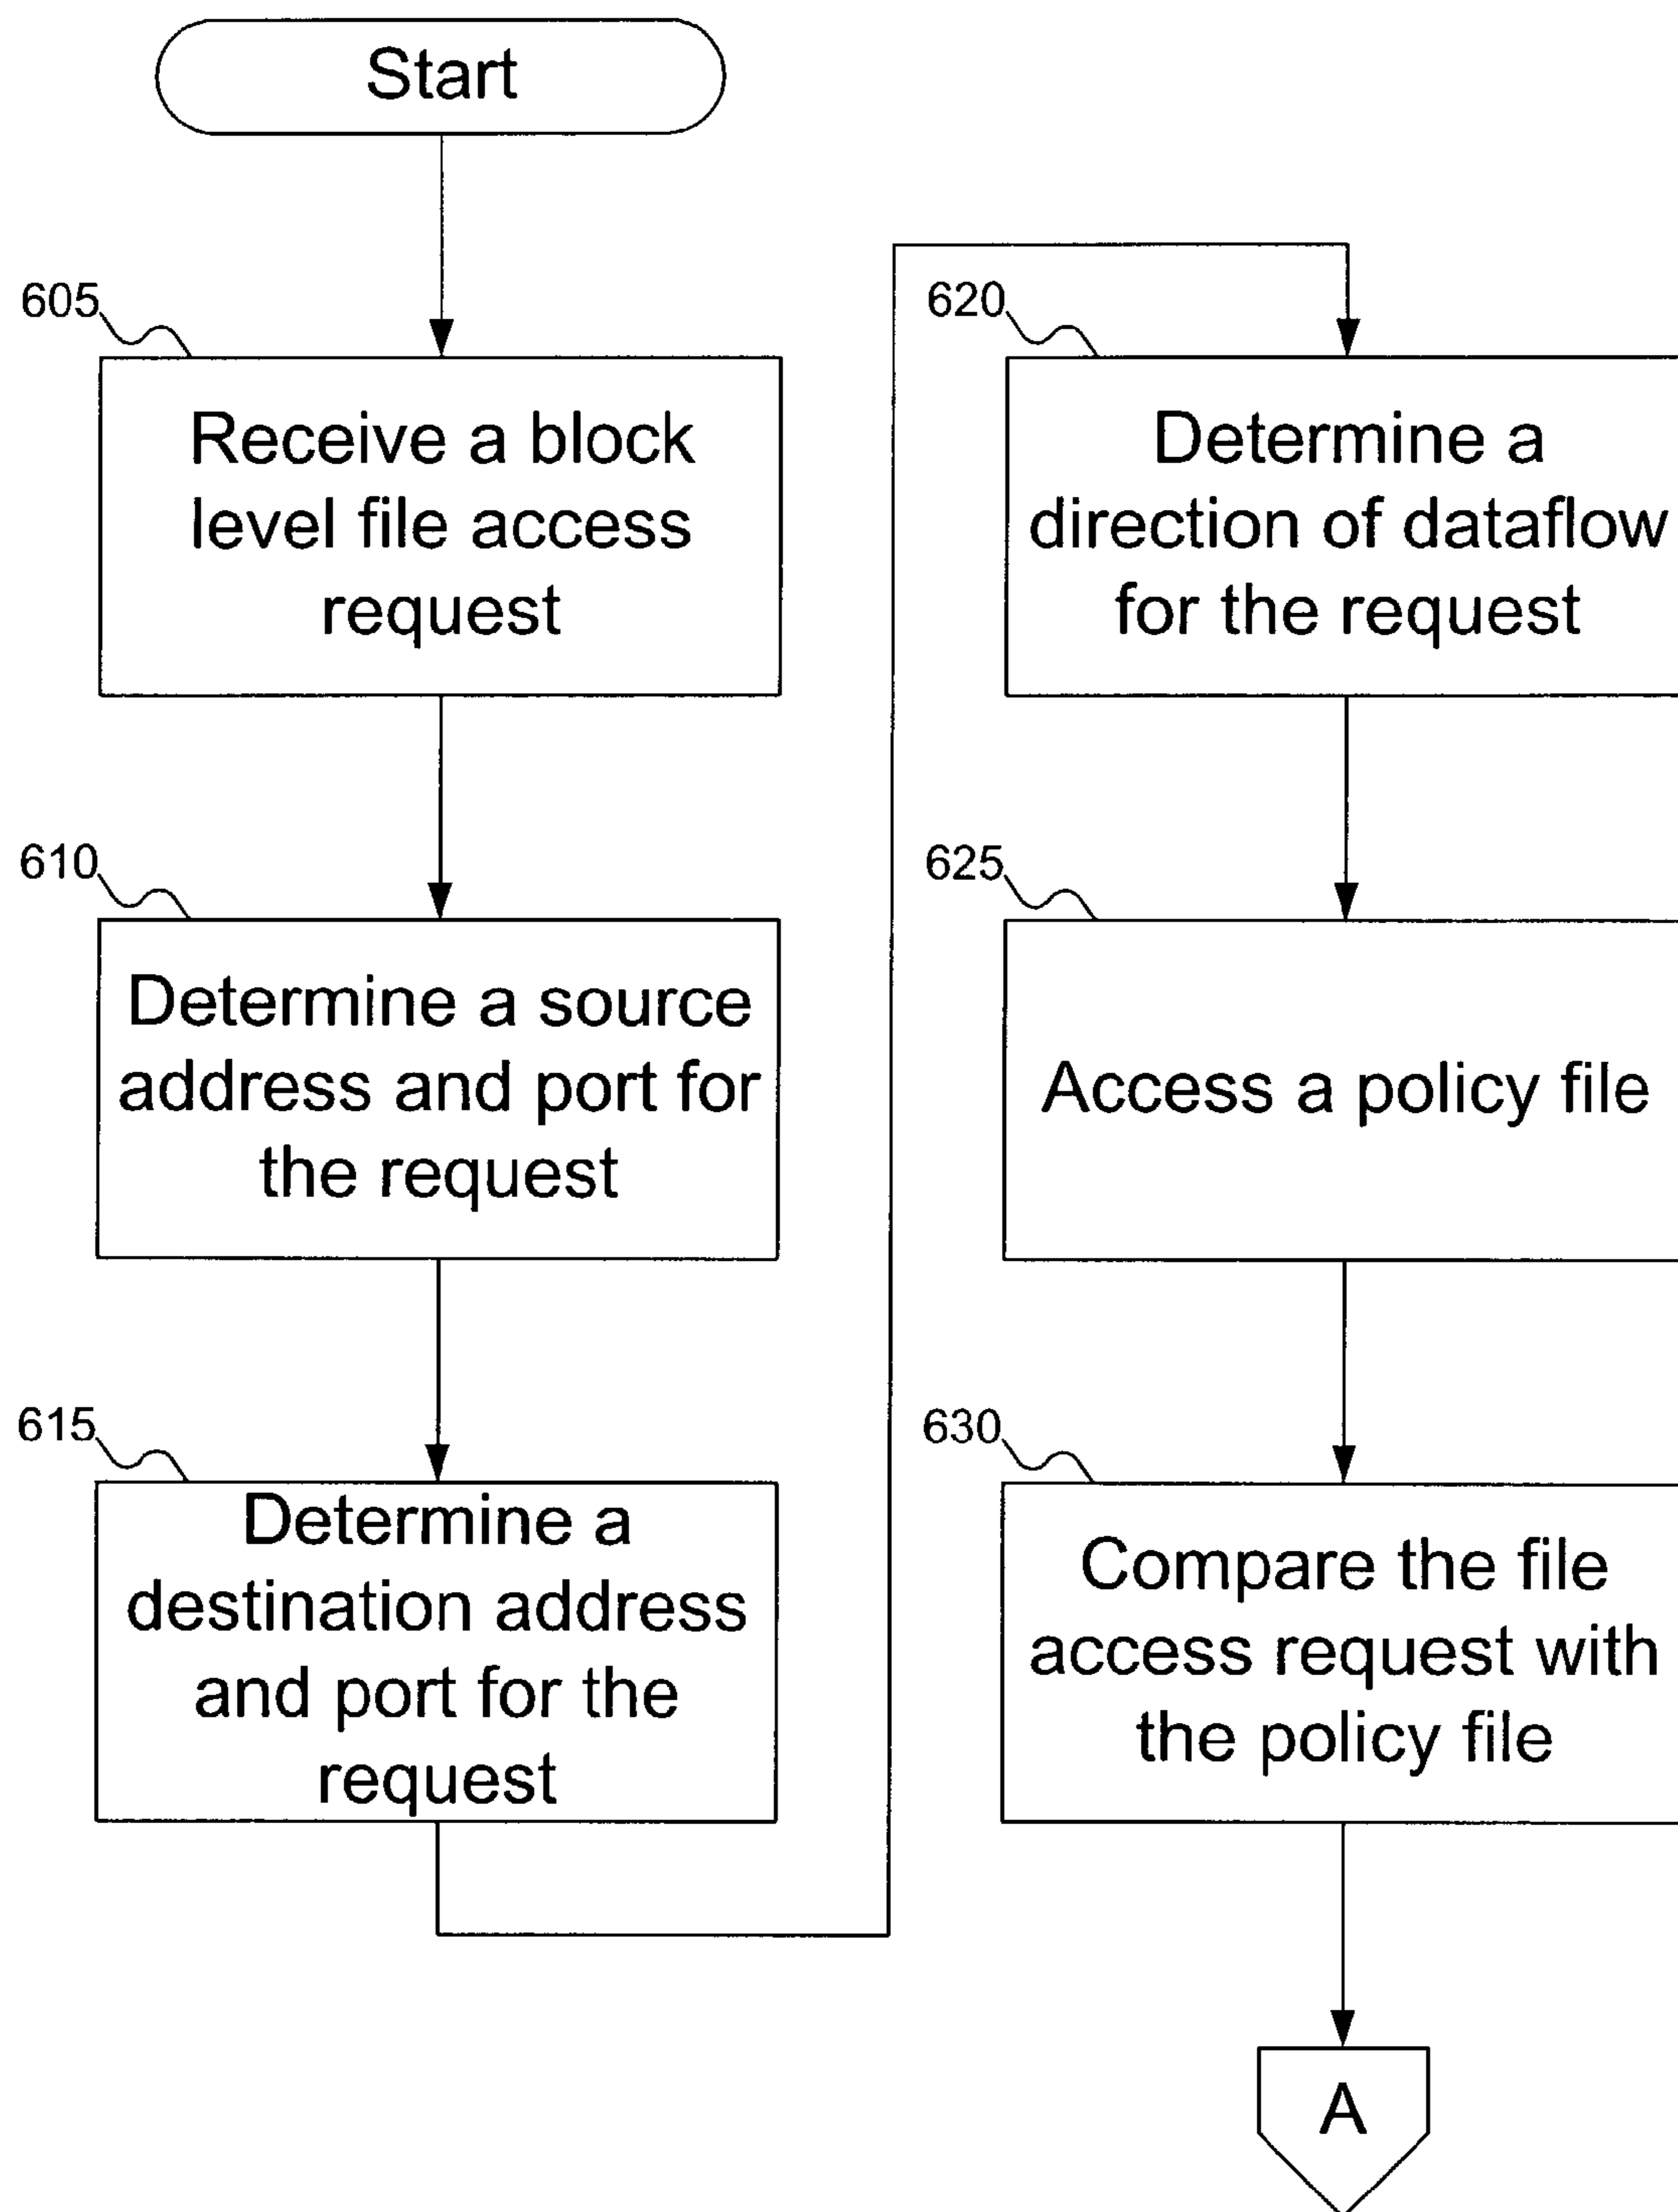 Start
605
Receive a block
level file access
request
610
Determine a source
address and port for
the request
615
Determine a
destination address
and port for the
request
620
Determine a
direction of dataflow
for the request
625
Access a policy file
630
Compare the file
access request with
the policy file
A